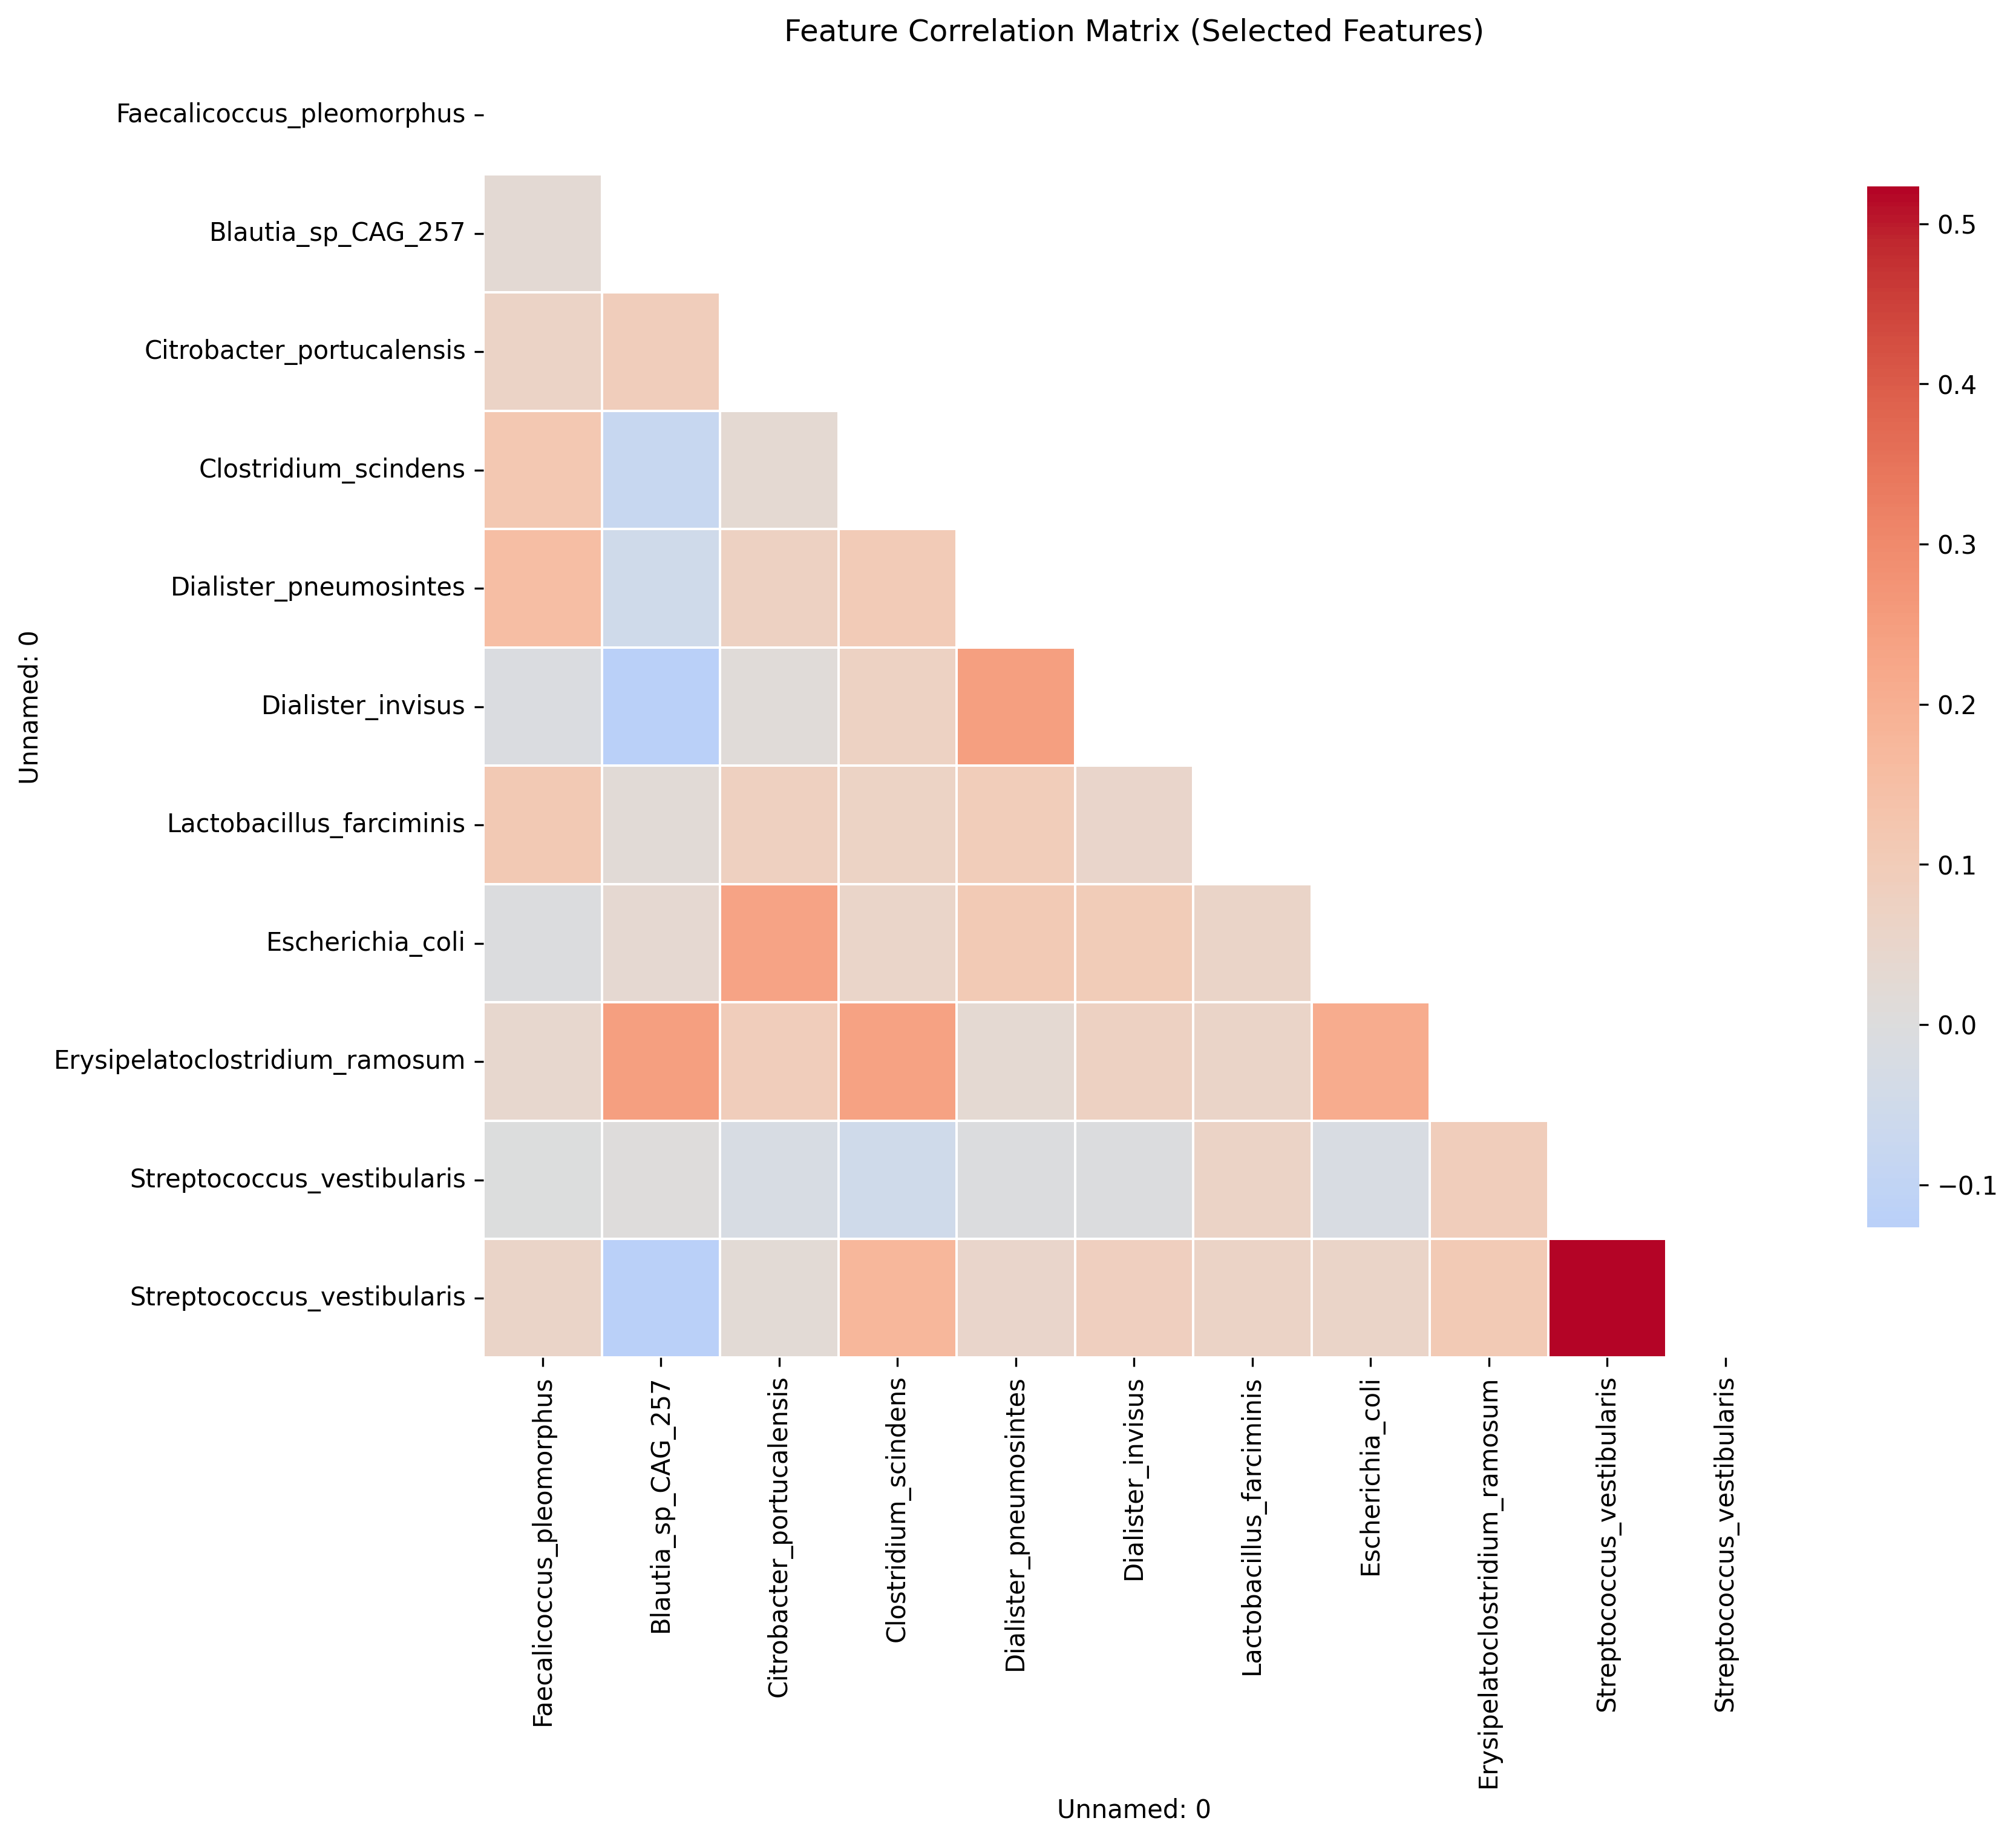 Feature Correlation Matrix (Selected Features)
Faecalicoccus_pleomorphus
Blautia_sp_CAG_257
Citrobacter_portucalensis
Clostridium_scindens
Dialister_pneumosintes
Dialister_invisus
Lactobacillus_farciminis
Escherichia_coli
Erysipelatoclostridium_ramosum
Streptococcus_vestibularis
Streptococcus_vestibularis
Unnamed: 0
0.5
0.4
0.3
0.2
0.1
0.0
−0.1
Faecalicoccus_pleomorphus
Blautia_sp_CAG_257
Citrobacter_portucalensis
Clostridium_scindens
Dialister_pneumosintes
Dialister_invisus
Lactobacillus_farciminis
Escherichia_coli
Erysipelatoclostridium_ramosum
Streptococcus_vestibularis
Streptococcus_vestibularis
Unnamed: 0